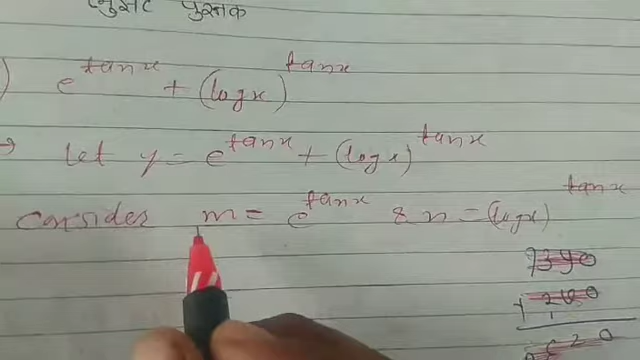 पुस्तक
) e^tanx + (logx)^tanx
→ Let y = e^tanx + (logx)^tanx
consider m = e^tanx & n = (logx)^tanx